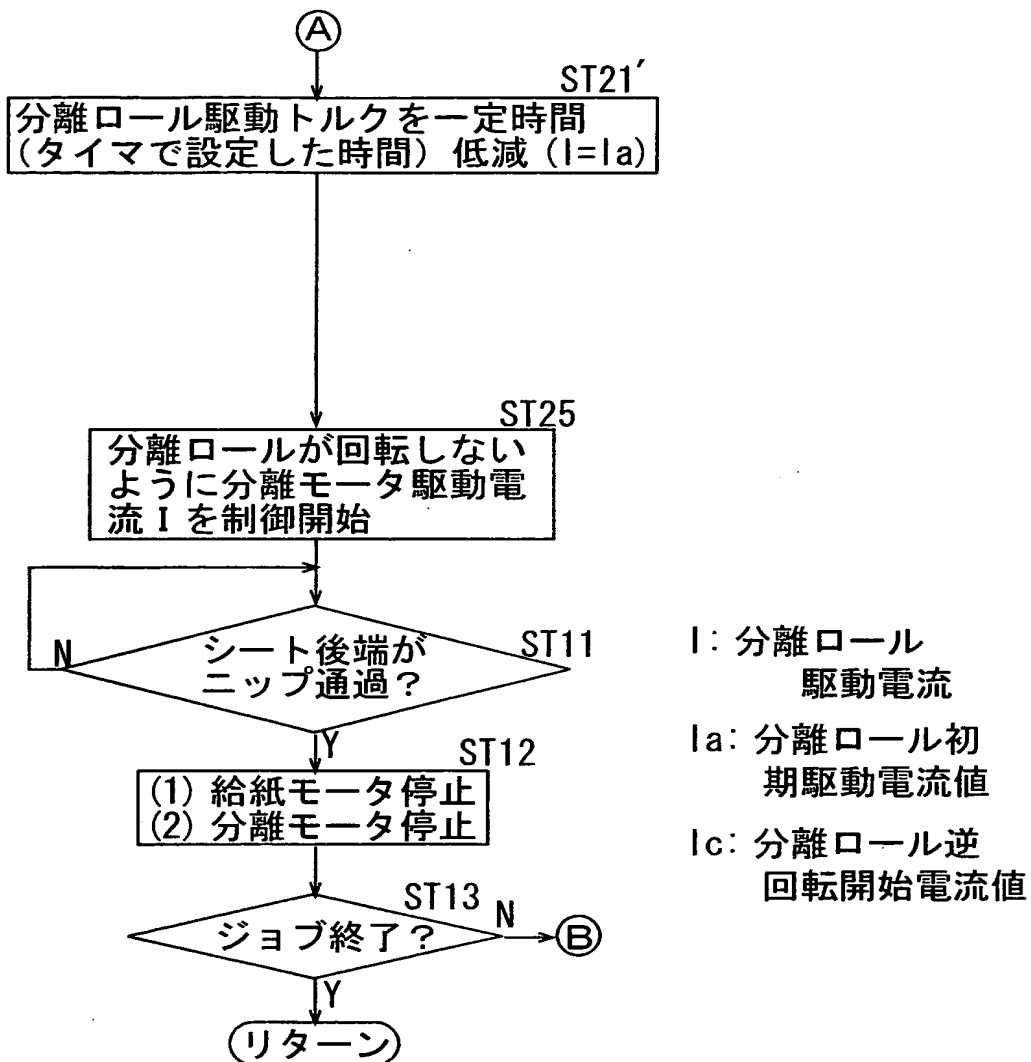 A
ST21′
分離ロール駆動トルクを一定時間
(タイマで設定した時間) 低減 (I=Ia)
ST25
分離ロールが回転しない
ように分離モータ駆動電
流Iを制御開始
N
シート後端が
ニップ通過?
ST11
Y
ST12
(1) 給紙モータ停止
(2) 分離モータ停止
ST13
ジョブ終了?
N
B
Y
リターン
I: 分離ロール
駆動電流
Ia: 分離ロール初
期駆動電流値
Ic: 分離ロール逆
回転開始電流値